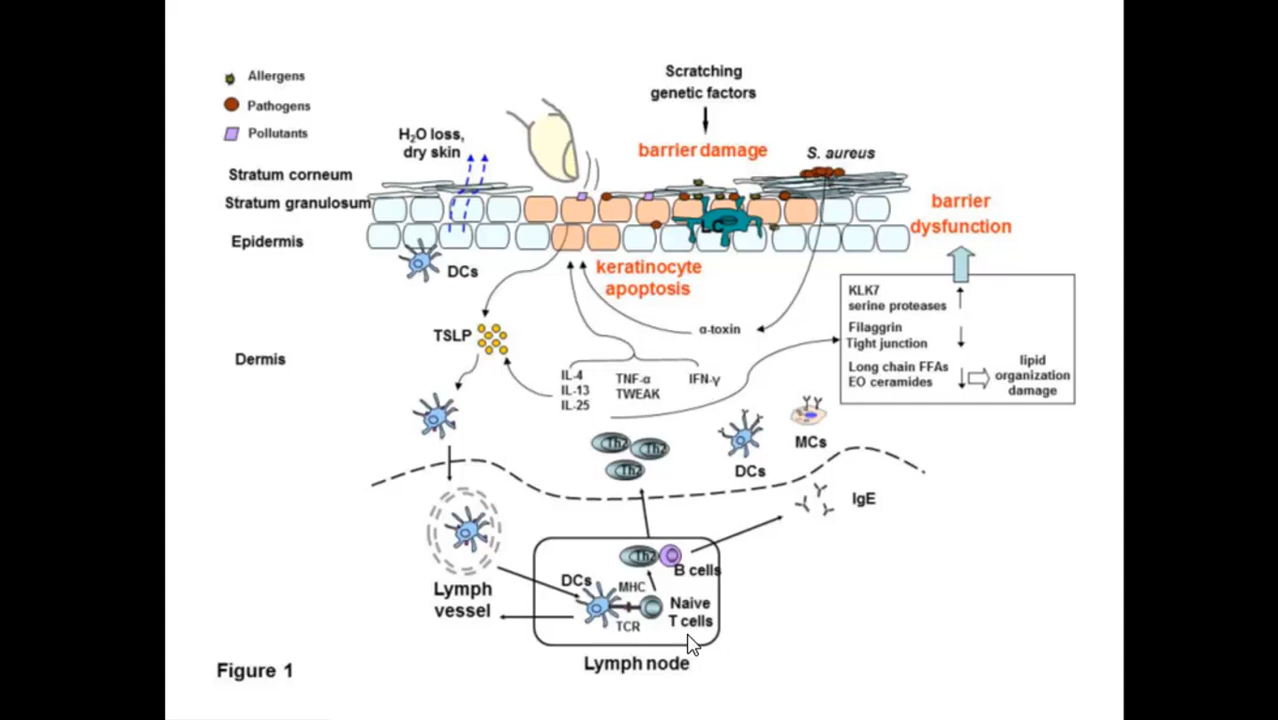 Allergens
Pathogens
Pollutants
Scratching
genetic factors
H₂O loss,
dry skin
barrier damage
S. aureus
Stratum corneum
Stratum granulosum
Epidermis
LC
barrier
dysfunction
DCs
keratinocyte
apoptosis
KLK7
serine proteases
Filaggrin
Tight junction
Long chain FFAs
EO ceramides
lipid
organization
damage
TSLP
α-toxin
Dermis
IL-4
IL-13
IL-25
TNF-α
TWEAK
IFN-γ
Th2
Th2
Th2
DCs
MCs
IgE
Lymph
vessel
Th2
B cells
DCs
MHC
TCR
Naive
T cells
Lymph node
Figure 1